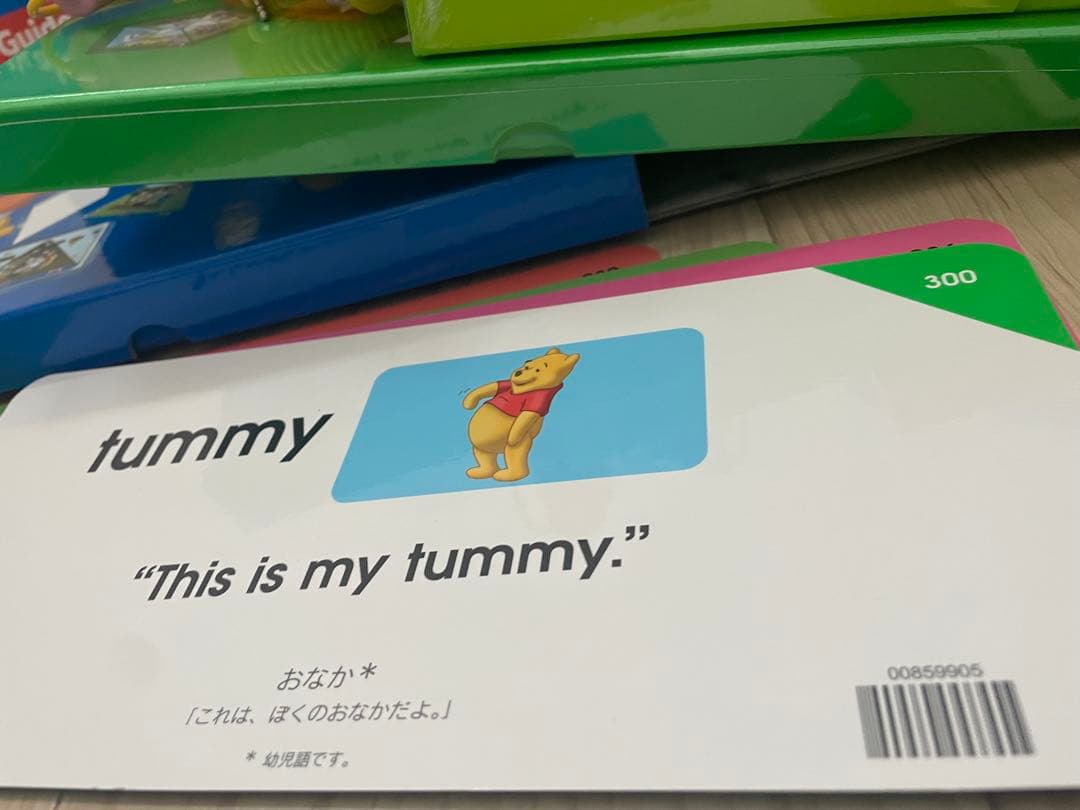 Guide
300
tummy
“This is my tummy.”
おなか*
「これは、ぼくのおなかだよ。」
* 幼児語です。
00859905